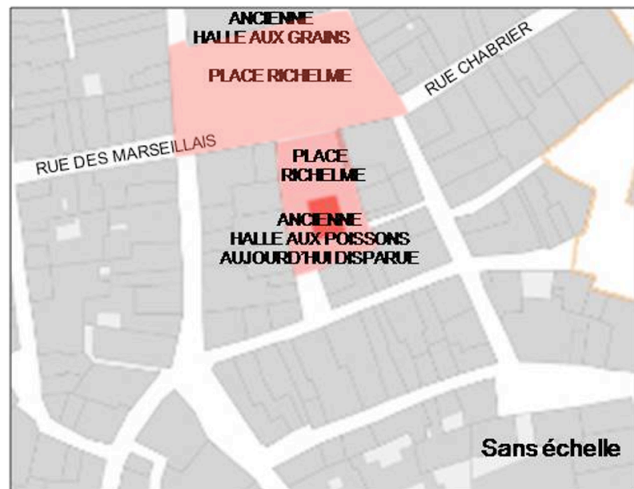 ANCIENNE
HALLE AUX GRAINS
PLACE RICHELME
RUE CHABRIER
RUE DES MARSEILLAIS
PLACE
RICHELME
ANCIENNE
HALLE AUX POISSONS
AUJOURD'HUI DISPARUE
Sans échelle